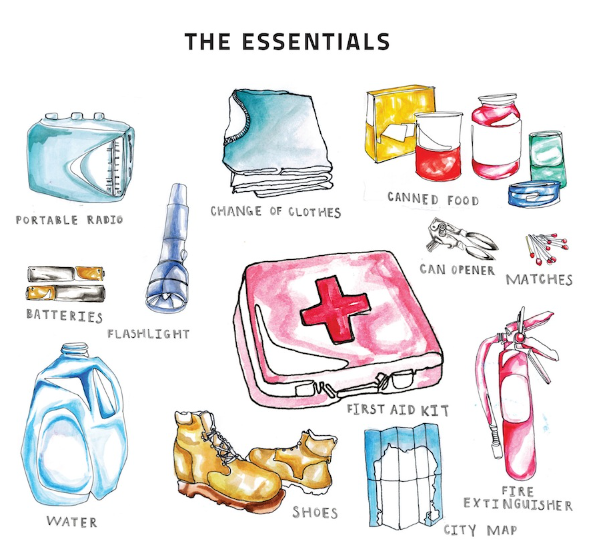 THE ESSENTIALS
PORTABLE RADIO
CHANGE OF CLOTHES
CANNED FOOD
CAN OPENER
MATCHES
BATTERIES
FLASHLIGHT
FIRST AID KIT
WATER
SHOES
FIRE
EXTINGUISHER
CITY MAP